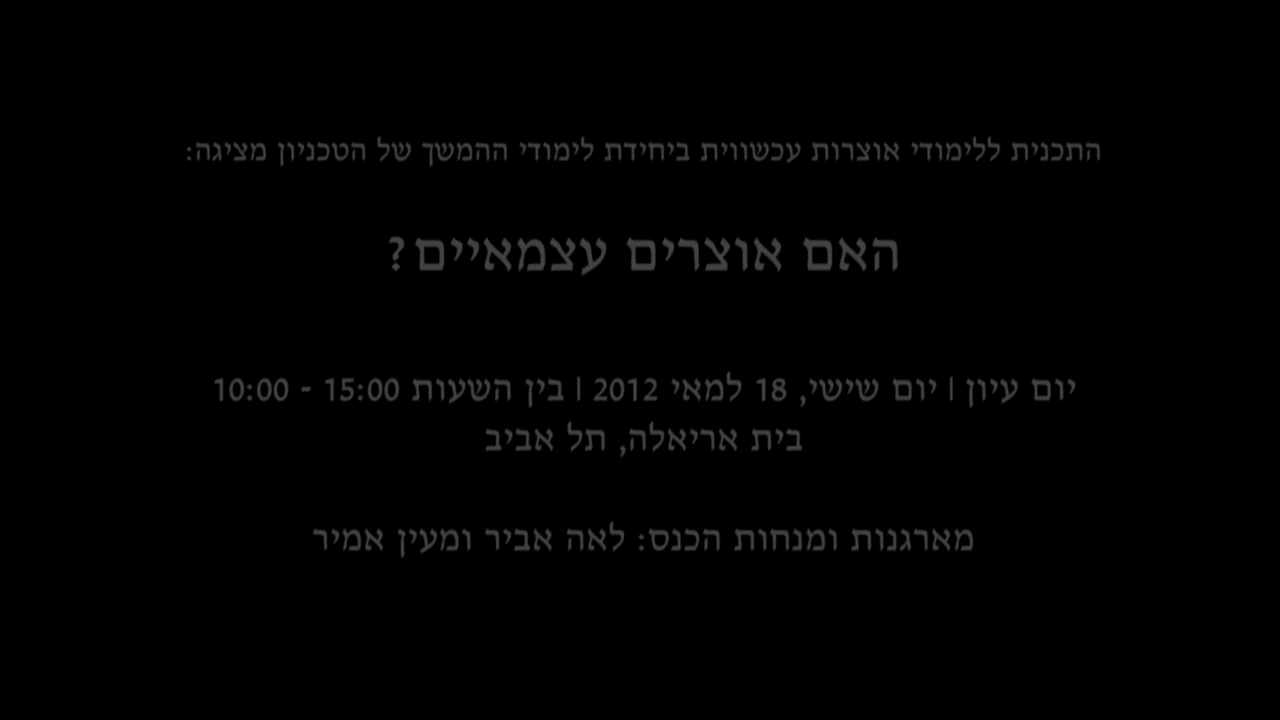 התכנית ללימודי אוצרות עכשווית ביחידת לימודי ההמשך של הטכניון מציגה:
האם אוצרים עצמאיים?
יום עיון | יום שישי, 18 למאי 2012 | בין השעות 15:00 - 10:00
בית אריאלה, תל אביב
מארגנות ומנחות הכנס: לאה אביר ומעין אמיר